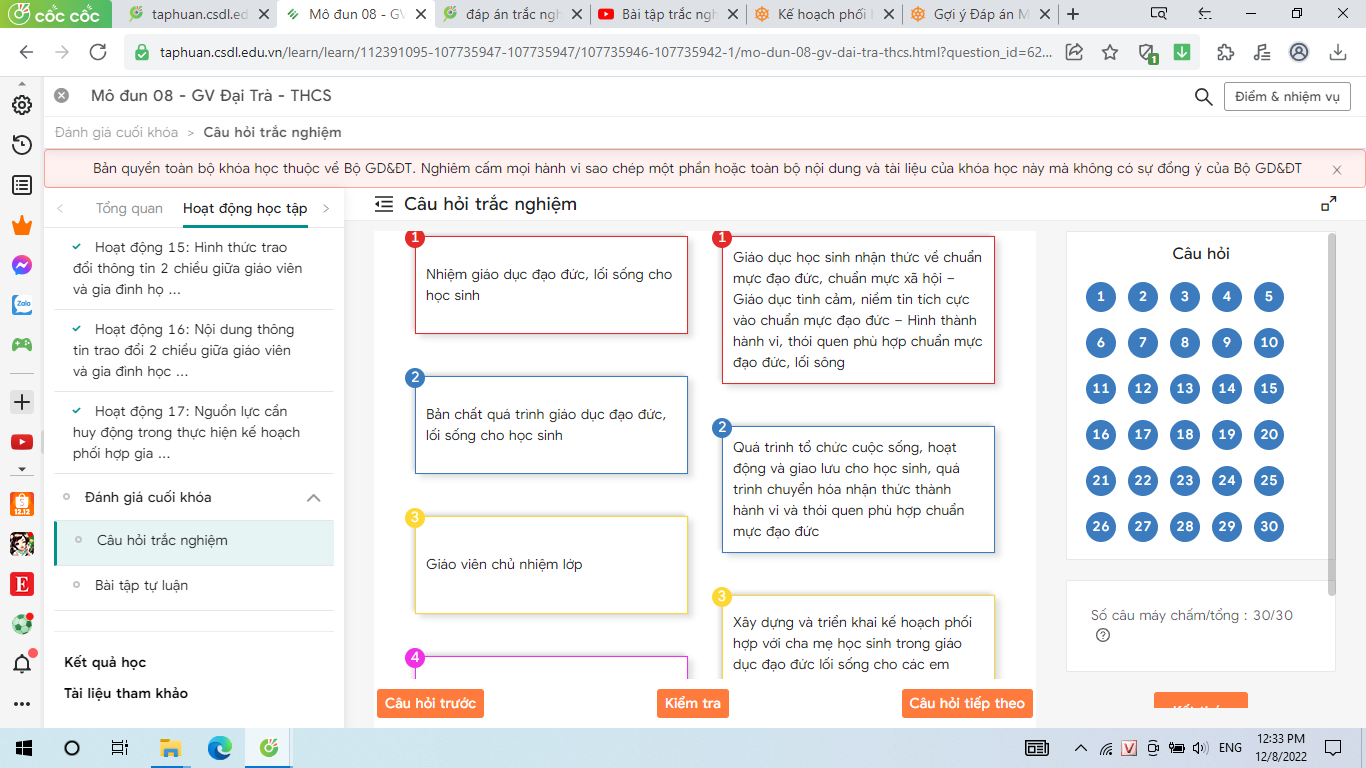 cốc cốc
taphuan.csdl.ed
Mô đun 08 - GV
đáp án trắc ngh
Bài tập trắc ngh
Kế hoạch phối h
Gợi ý Đáp án M
taphuan.csdl.edu.vn/learn/learn/112391095-107735947-107735947/107735946-107735942-1/mo-dun-08-gv-dai-tra-thcs.html?question_id=62...
1
Mô đun 08 - GV Đại Trà - THCS
Điểm & nhiệm vụ
Đánh giá cuối khóa > Câu hỏi trắc nghiệm
Bản quyền toàn bộ khóa học thuộc về Bộ GD&ĐT. Nghiêm cấm mọi hành vi sao chép một phần hoặc toàn bộ nội dung và tài liệu của khóa học này mà không có sự đồng ý của Bộ GD&ĐT
Zalo
12.12
E
Tổng quan
Hoạt động học tập
Hoạt động 15: Hình thức trao
đổi thông tin 2 chiều giữa giáo viên
và gia đình họ ...
Hoạt động 16: Nội dung thông
tin trao đổi 2 chiều giữa giáo viên
và gia đình học ...
Hoạt động 17: Nguồn lực cần
huy động trong thực hiện kế hoạch
phối hợp gia ...
Đánh giá cuối khóa
Câu hỏi trắc nghiệm
Bài tập tự luận
Kết quả học
Tài liệu tham khảo
Câu hỏi trắc nghiệm
1
Nhiệm giáo dục đạo đức, lối sống cho
học sinh
2
Bản chất quá trình giáo dục đạo đức,
lối sống cho học sinh
3
Giáo viên chủ nhiệm lớp
4
1
Giáo dục học sinh nhận thức về chuẩn
mực đạo đức, chuẩn mực xã hội –
Giáo dục tình cảm, niềm tin tích cực
vào chuẩn mực đạo đức – Hình thành
hành vi, thói quen phù hợp chuẩn mực
đạo đức, lối sông
2
Quá trình tổ chức cuộc sống, hoạt
động và giao lưu cho học sinh, quá
trình chuyển hóa nhận thức thành
hành vi và thói quen phù hợp chuẩn
mực đạo đức
3
Xây dựng và triển khai kế hoạch phối
hợp với cha mẹ học sinh trong giáo
dục đạo đức lối sống cho các em
Câu hỏi trước
Kiểm tra
Câu hỏi tiếp theo
Câu hỏi
1 2 3 4 5
6 7 8 9 10
11 12 13 14 15
16 17 18 19 20
21 22 23 24 25
26 27 28 29 30
Số câu máy chấm/tổng : 30/30
V
ENG
12:33 PM
12/8/2022